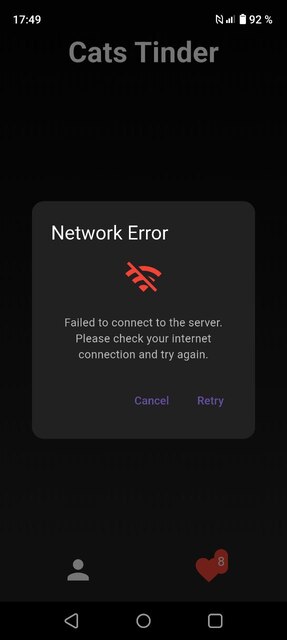 17:49
92 %
Cats Tinder
Network Error
Failed to connect to the server.
Please check your internet
connection and try again.
Cancel
Retry
8